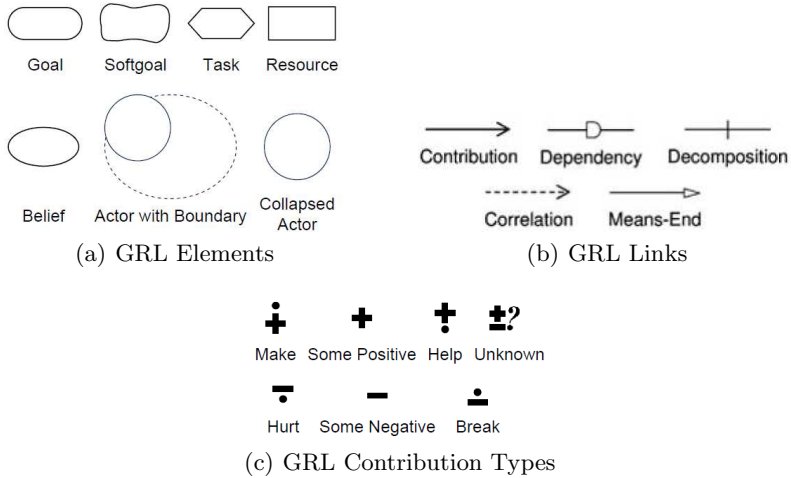 Goal Softgoal Task Resource
Belief Actor with Boundary Collapsed
Actor
(a) GRL Elements
Contribution Dependency Decomposition
Correlation Means-End
(b) GRL Links
?
Make Some Positive Help Unknown
Hurt Some Negative Break
(c) GRL Contribution Types